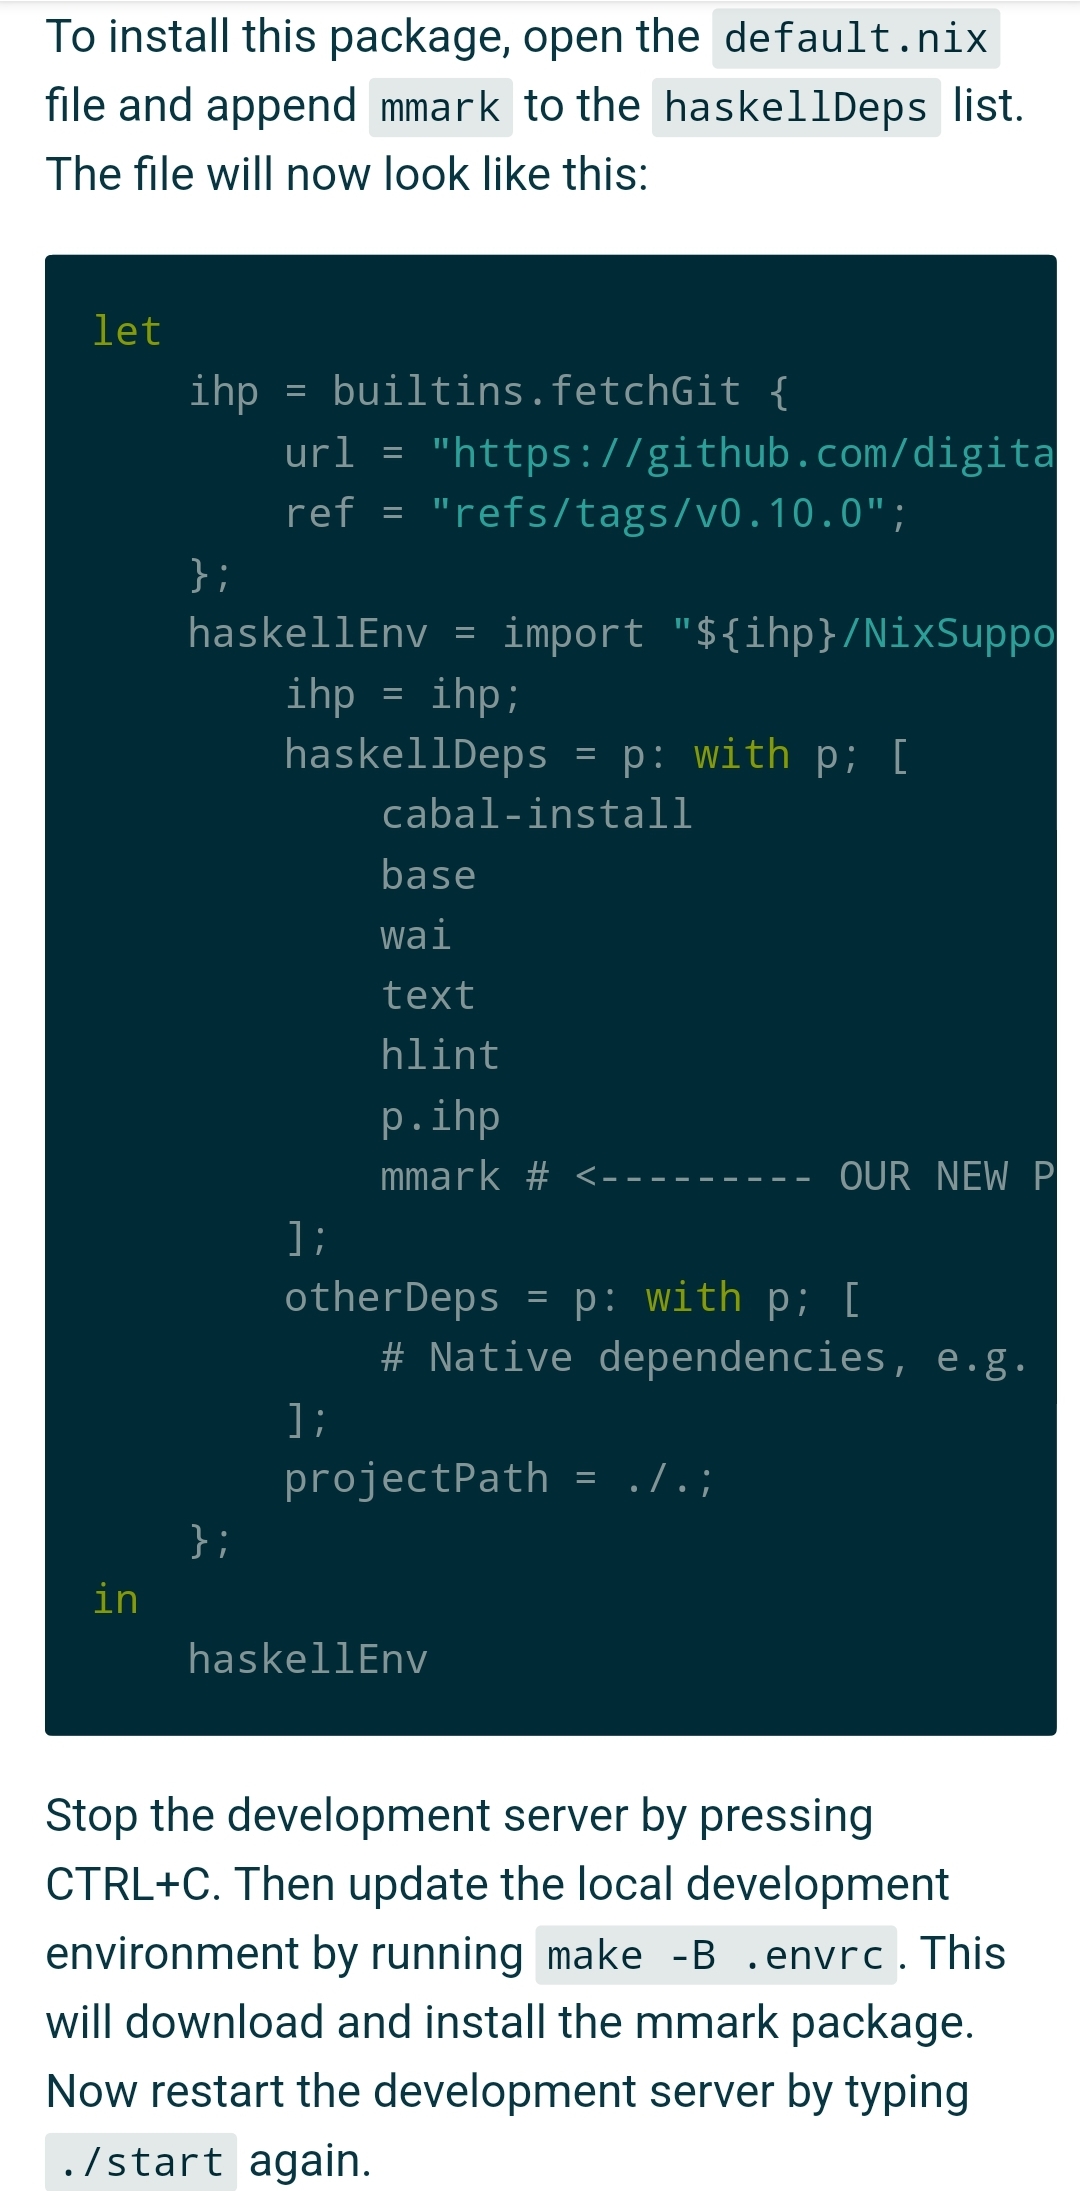 To install this package, open the default.nix
file and append mmark to the haskellDeps list.
The file will now look like this:
let
    ihp = builtins.fetchGit {
        url = "https://github.com/digita
        ref = "refs/tags/v0.10.0";
    };
    haskellEnv = import "${ihp}/NixSuppo
        ihp = ihp;
        haskellDeps = p: with p; [
            cabal-install
            base
            wai
            text
            hlint
            p.ihp
            mmark # <--------- OUR NEW P
        ];
        otherDeps = p: with p; [
            # Native dependencies, e.g.
        ];
        projectPath = ./.;
    };
in
    haskellEnv
Stop the development server by pressing
CTRL+C. Then update the local development
environment by running make -B .envrc. This
will download and install the mmark package.
Now restart the development server by typing
./start again.